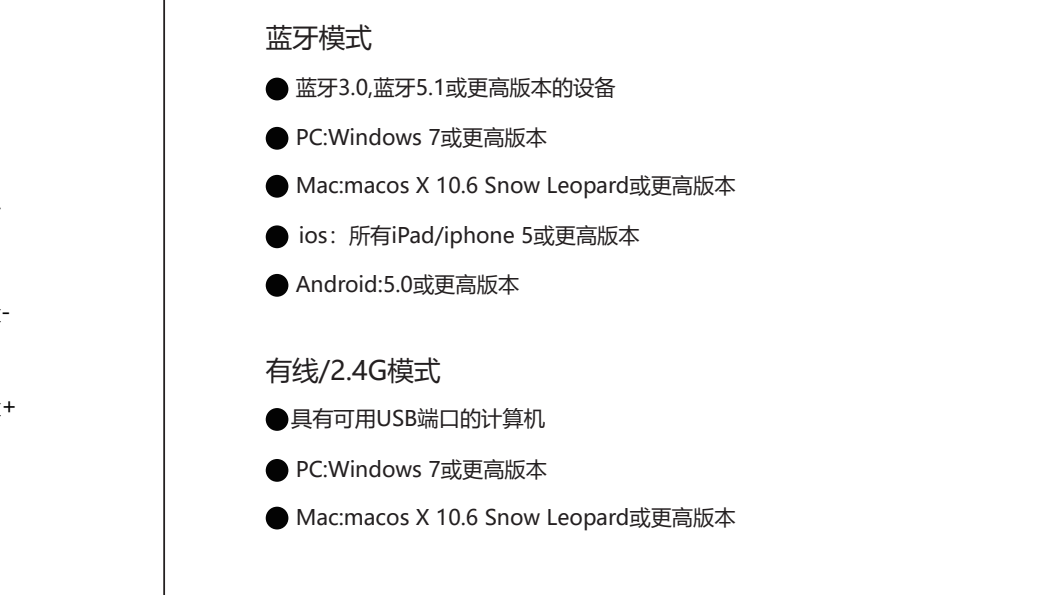 蓝牙模式
● 蓝牙3.0,蓝牙5.1或更高版本的设备
● PC:Windows 7或更高版本
● Mac:macos X 10.6 Snow Leopard或更高版本
● ios：所有iPad/iphone 5或更高版本
● Android:5.0或更高版本
有线/2.4G模式
●具有可用USB端口的计算机
● PC:Windows 7或更高版本
● Mac:macos X 10.6 Snow Leopard或更高版本